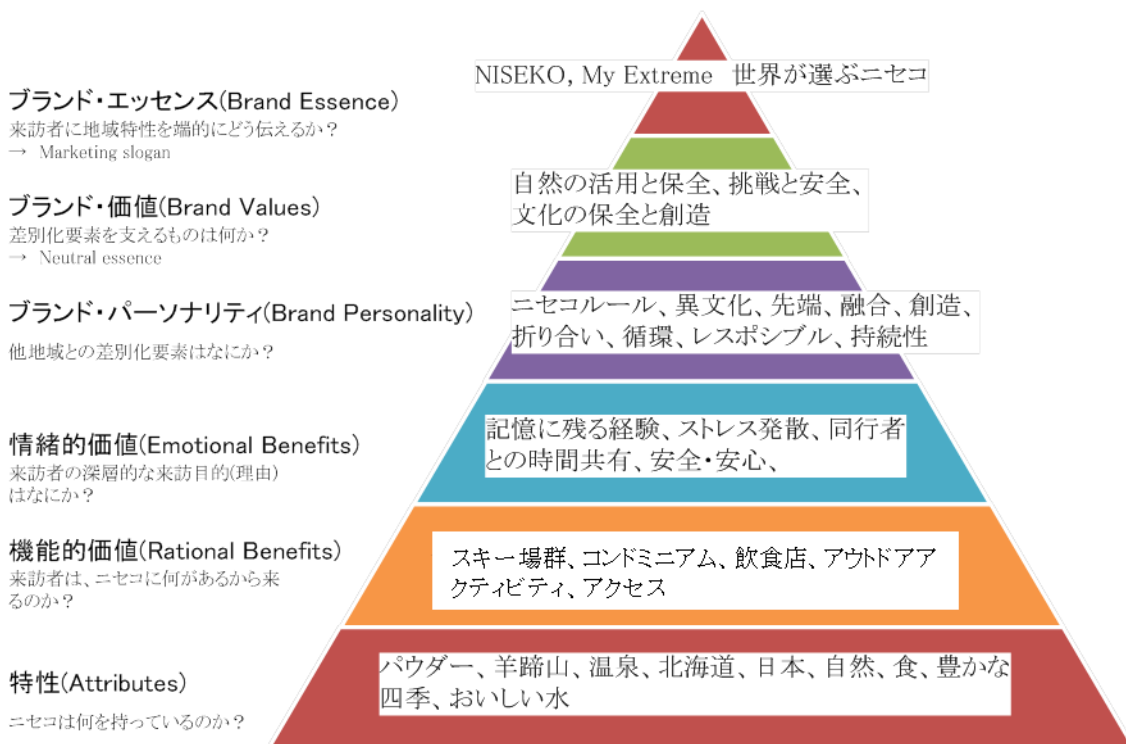 NISEKO, My Extreme　世界が選ぶニセコ
ブランド・エッセンス(Brand Essence)
来訪者に地域特性を端的にどう伝えるか？
→ Marketing slogan
自然の活用と保全、挑戦と安全、
文化の保全と創造
ブランド・価値(Brand Values)
差別化要素を支えるものは何か？
→ Neutral essence
ニセコルール、異文化、先端、融合、創造、
折り合い、循環、レスポシブル、持続性
ブランド・パーソナリティ(Brand Personality)
他地域との差別化要素はなにか？
記憶に残る経験、ストレス発散、同行者
との時間共有、安全・安心、
情緒的価値(Emotional Benefits)
来訪者の深層的な来訪目的(理由)
はなにか？
スキー場群、コンドミニアム、飲食店、アウトドアア
クティビティ、アクセス
機能的価値(Rational Benefits)
来訪者は、ニセコに何があるから来
るのか？
パウダー、羊蹄山、温泉、北海道、日本、自然、食、豊かな
四季、おいしい水
特性(Attributes)
ニセコは何を持っているのか？